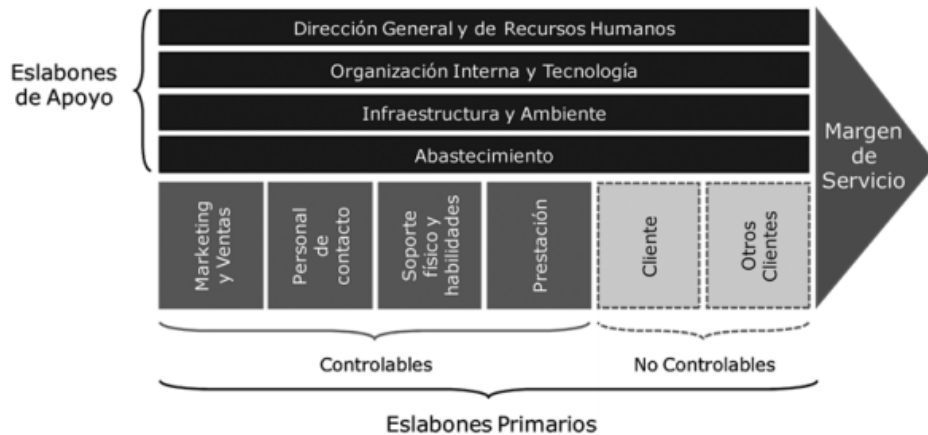 Dirección General y de Recursos Humanos
Eslabones
de Apoyo
Organización Interna y Tecnología
Infraestructura y Ambiente
Abastecimiento
Margen
de
Servicio
Marketing
y Ventas
Personal
de
contacto
Soporte
físico y
habilidades
Prestación
Cliente
Otros
Clientes
Controlables
No Controlables
Eslabones Primarios